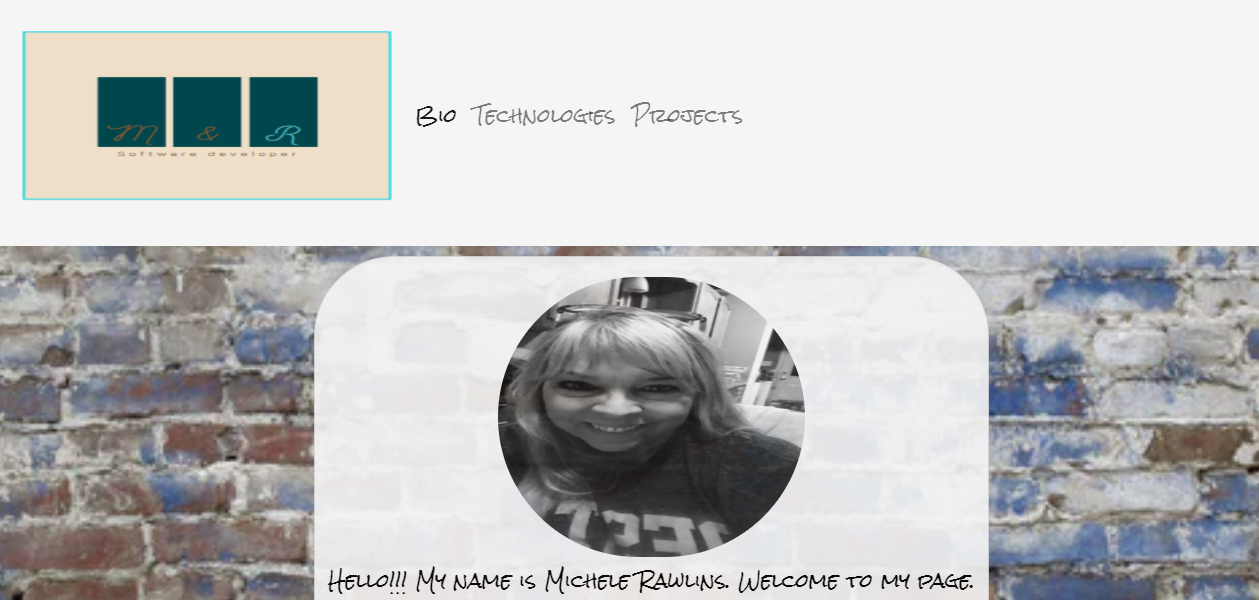 M & R
Software developer
Bio Technologies Projects
Hello!!! My name is Michele Rawlins. Welcome to my page.